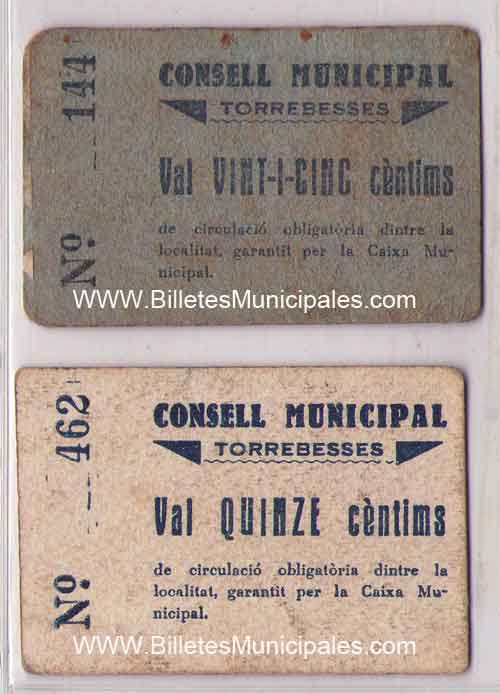 Nº 144
CONSELL MUNICIPAL
TORREBESSES
Val VINT-I-CINC cèntims
de circulació obligatòria dintre la
localitat, garantit per la Caixa Mu-
nicipal.
WWW.BilletesMunicipales.com
Nº 462
CONSELL MUNICIPAL
TORREBESSES
Val QUINZE cèntims
de circulació obligatòria dintre la
localitat, garantit per la Caixa Mu-
nicipal.
WWW.BilletesMunicipales.com